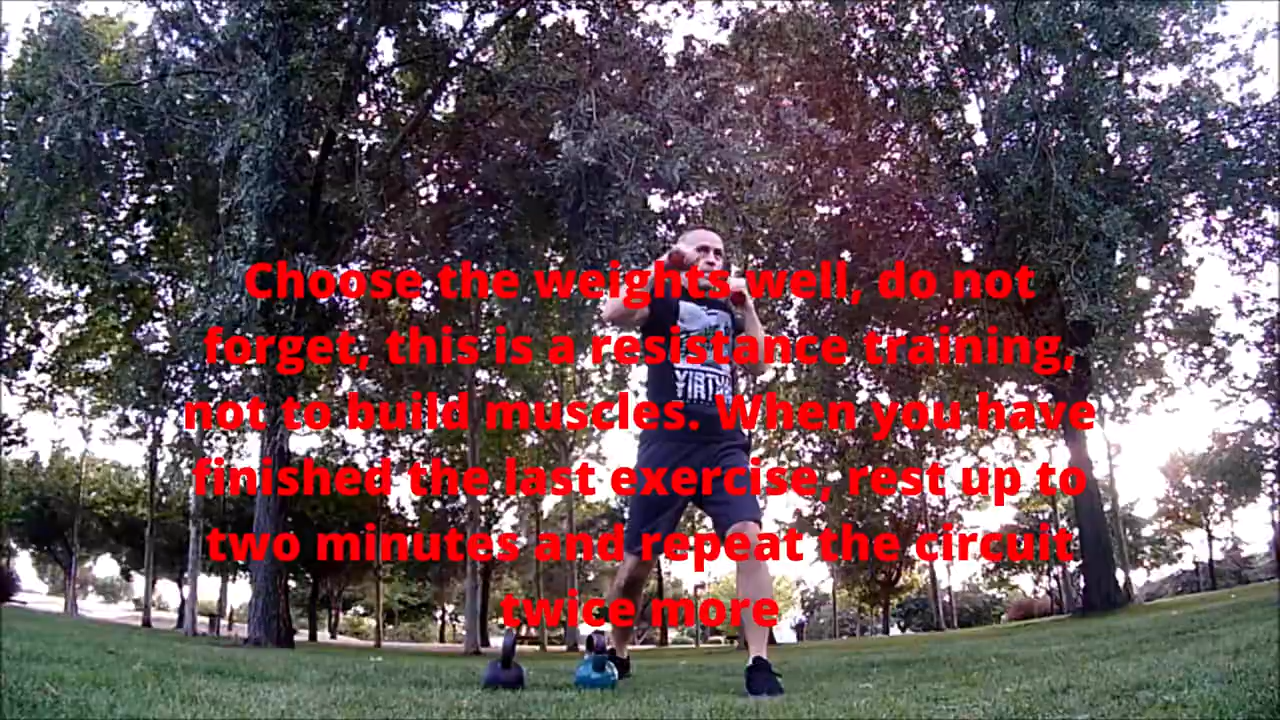 Choose the weights well, do not
forget, this is a resistance training,
not to build muscles. When you have
finished the last exercise, rest up to
two minutes and repeat the circuit
twice more